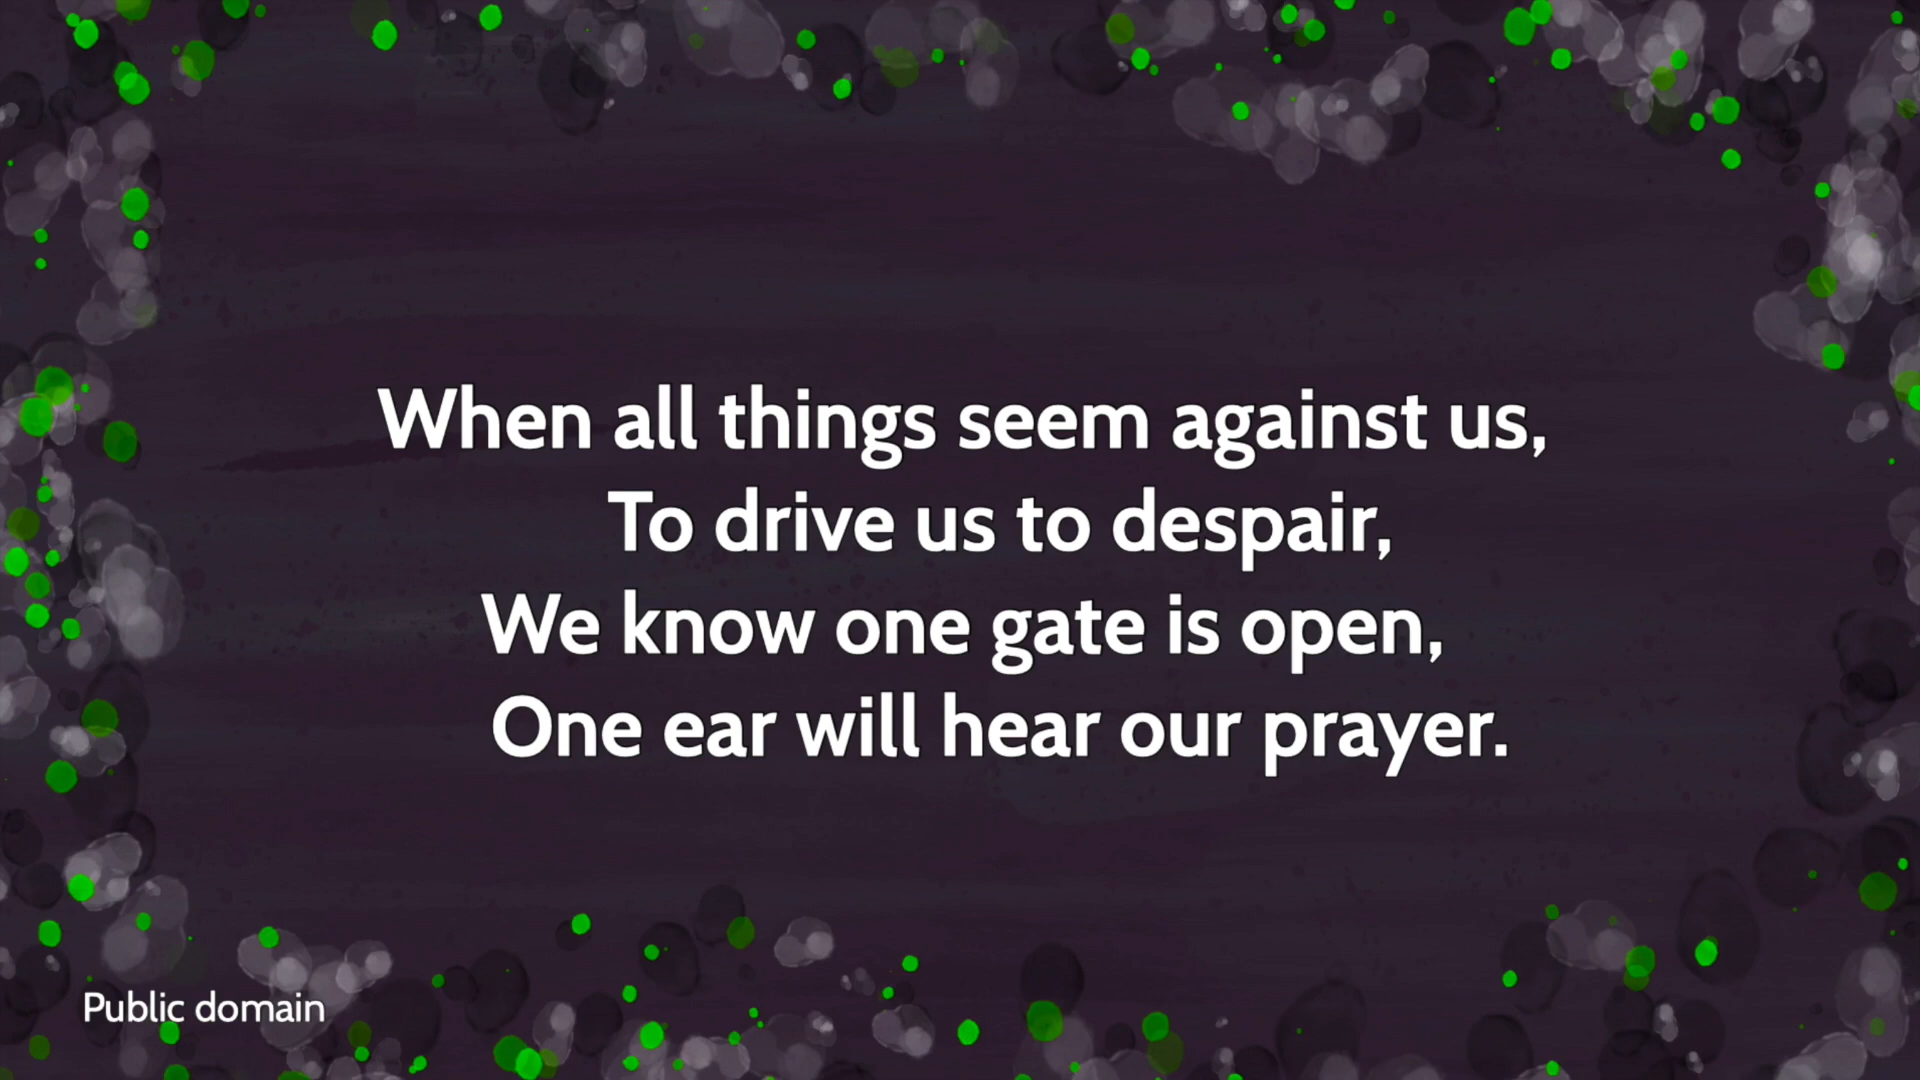 When all things seem against us,
To drive us to despair,
We know one gate is open,
One ear will hear our prayer.
Public domain